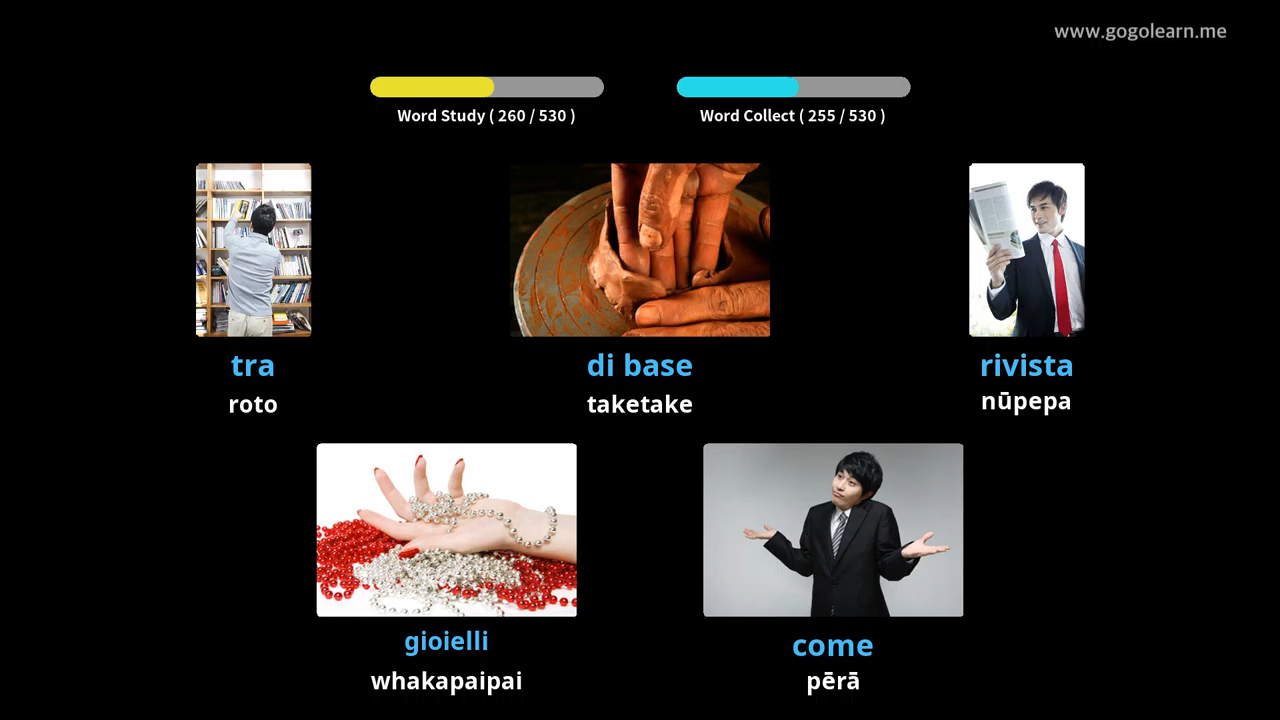 www.gogolearn.me
Word Study ( 260 / 530 )
Word Collect ( 255 / 530 )
tra
roto
di base
taketake
rivista
nūpepa
gioielli
whakapaipai
come
pērā